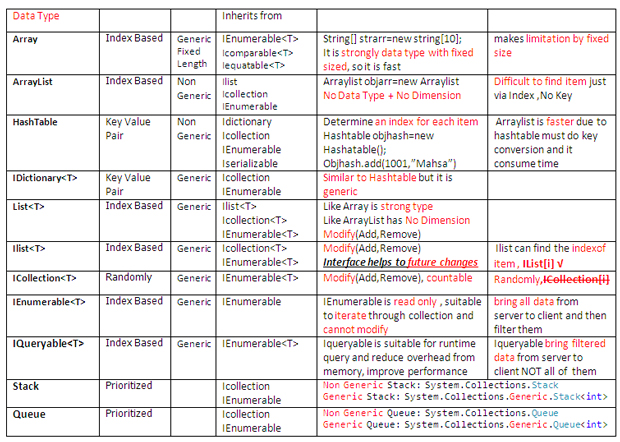 Data Type Inherits from
Array Index Based Generic IEnumerable<T> String[] strarr=new string[10]; makes limitation by fixed
Fixed Icomparable<T> It is strongly data type with fixed size
Length Iequatable<T> sized, so it is fast
ArrayList Index Based Non Ilist Arraylist objarr=new Arraylist Difficult to find item just
Generic Icollection No Data Type + No Dimension via Index ,No Key
IEnumerable
HashTable Key Value Non Idictionary Determine an index for each item Arraylist is faster due to
Pair Generic Icollection Hashtable objhash=new hashtable must do key
IEnumerable Hashatable(); conversion and it
Iserializable Objhash.add(1001,”Mahsa”) consume time
IDictionary<T> Key Value Generic Icollection Similar to Hashtable but it is
Pair IEnumerable generic
List<T> Index Based Generic Ilist<T> Like Array is strong type
Icollection<T> Like ArrayList has No Dimension
IEnumerable<T> Modify(Add,Remove)
Ilist<T> Index Based Generic Icollection<T> Modify(Add,Remove) Ilist can find the indexof
IEnumerable<T> Interface helps to future changes item , IList[i] √
ICollection<T> Randomly Generic IEnumerable<T> Modify(Add,Remove), countable Randomly,ICollection[i]
IEnumerable<T> Index Based Generic IEnumerable IEnumerable is read only , suitable bring all data from
to iterate through collection and server to client and then
cannot modify filter them
IQueryable<T> Index Based Generic IEnumerable<T> Iqueryable is suitable for runtime Iqueryable bring filtered
query and reduce overhead from data from server to
memory, improve performance client NOT all of them
Stack Prioritized Icollection Non Generic Stack: System.Collections.Stack
IEnumerable Generic Stack: System.Collections.Generic.Stack<int>
Queue Prioritized Icollection Non Generic Queue: System.Collections.Queue
IEnumerable Generic Queue: System.Collections.Generic.Queue<int>